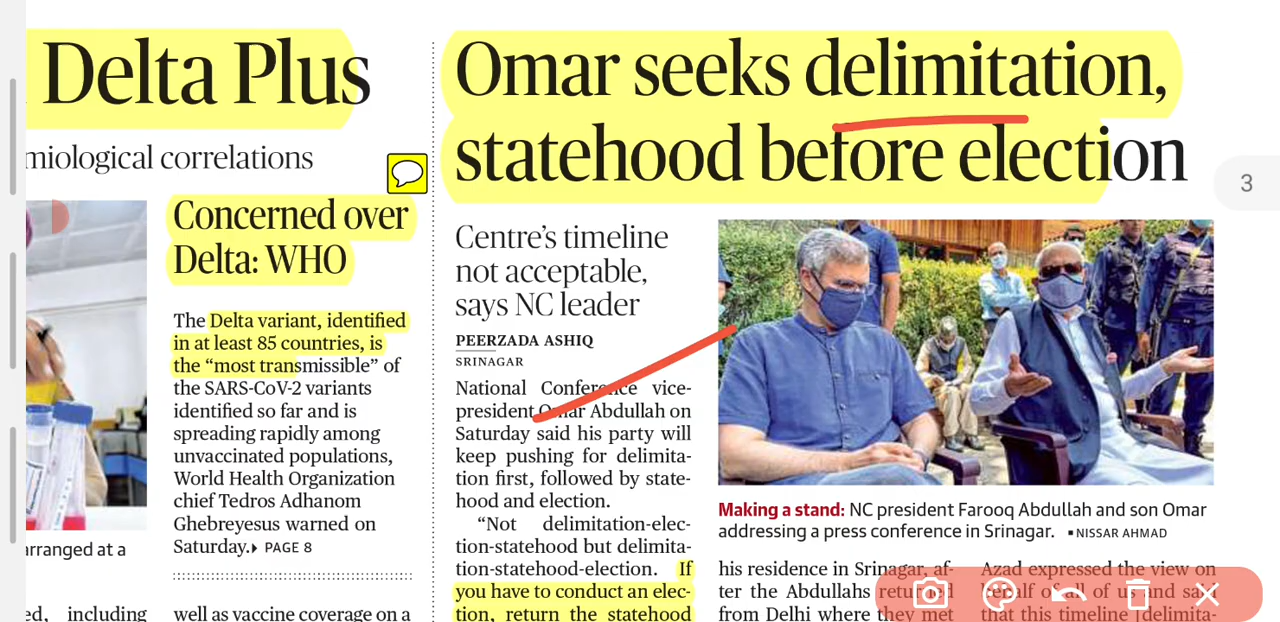 Delta Plus
miological correlations
Concerned over
Delta: WHO
The Delta variant, identified
in at least 85 countries, is
the “most transmissible” of
the SARS-CoV-2 variants
identified so far and is
spreading rapidly among
unvaccinated populations,
World Health Organization
chief Tedros Adhanom
Ghebreyesus warned on
Saturday. PAGE 8
arranged at a
ed, including
well as vaccine coverage on a
Omar seeks delimitation,
statehood before election
Centre’s timeline
not acceptable,
says NC leader
PEERZADA ASHIQ
SRINAGAR
National Conference vice-
president Omar Abdullah on
Saturday said his party will
keep pushing for delimita-
tion first, followed by state-
hood and election.
“Not delimitation-elec-
tion-statehood but delimita-
tion-statehood-election. If
you have to conduct an elec-
tion, return the statehood
Making a stand: NC president Farooq Abdullah and son Omar
addressing a press conference in Srinagar. ▪ NISSAR AHMAD
his residence in Srinagar, af-
ter the Abdullahs returned
from Delhi where they met
Azad expressed the view on
behalf of all of us and said
that this timeline [delimita-
3